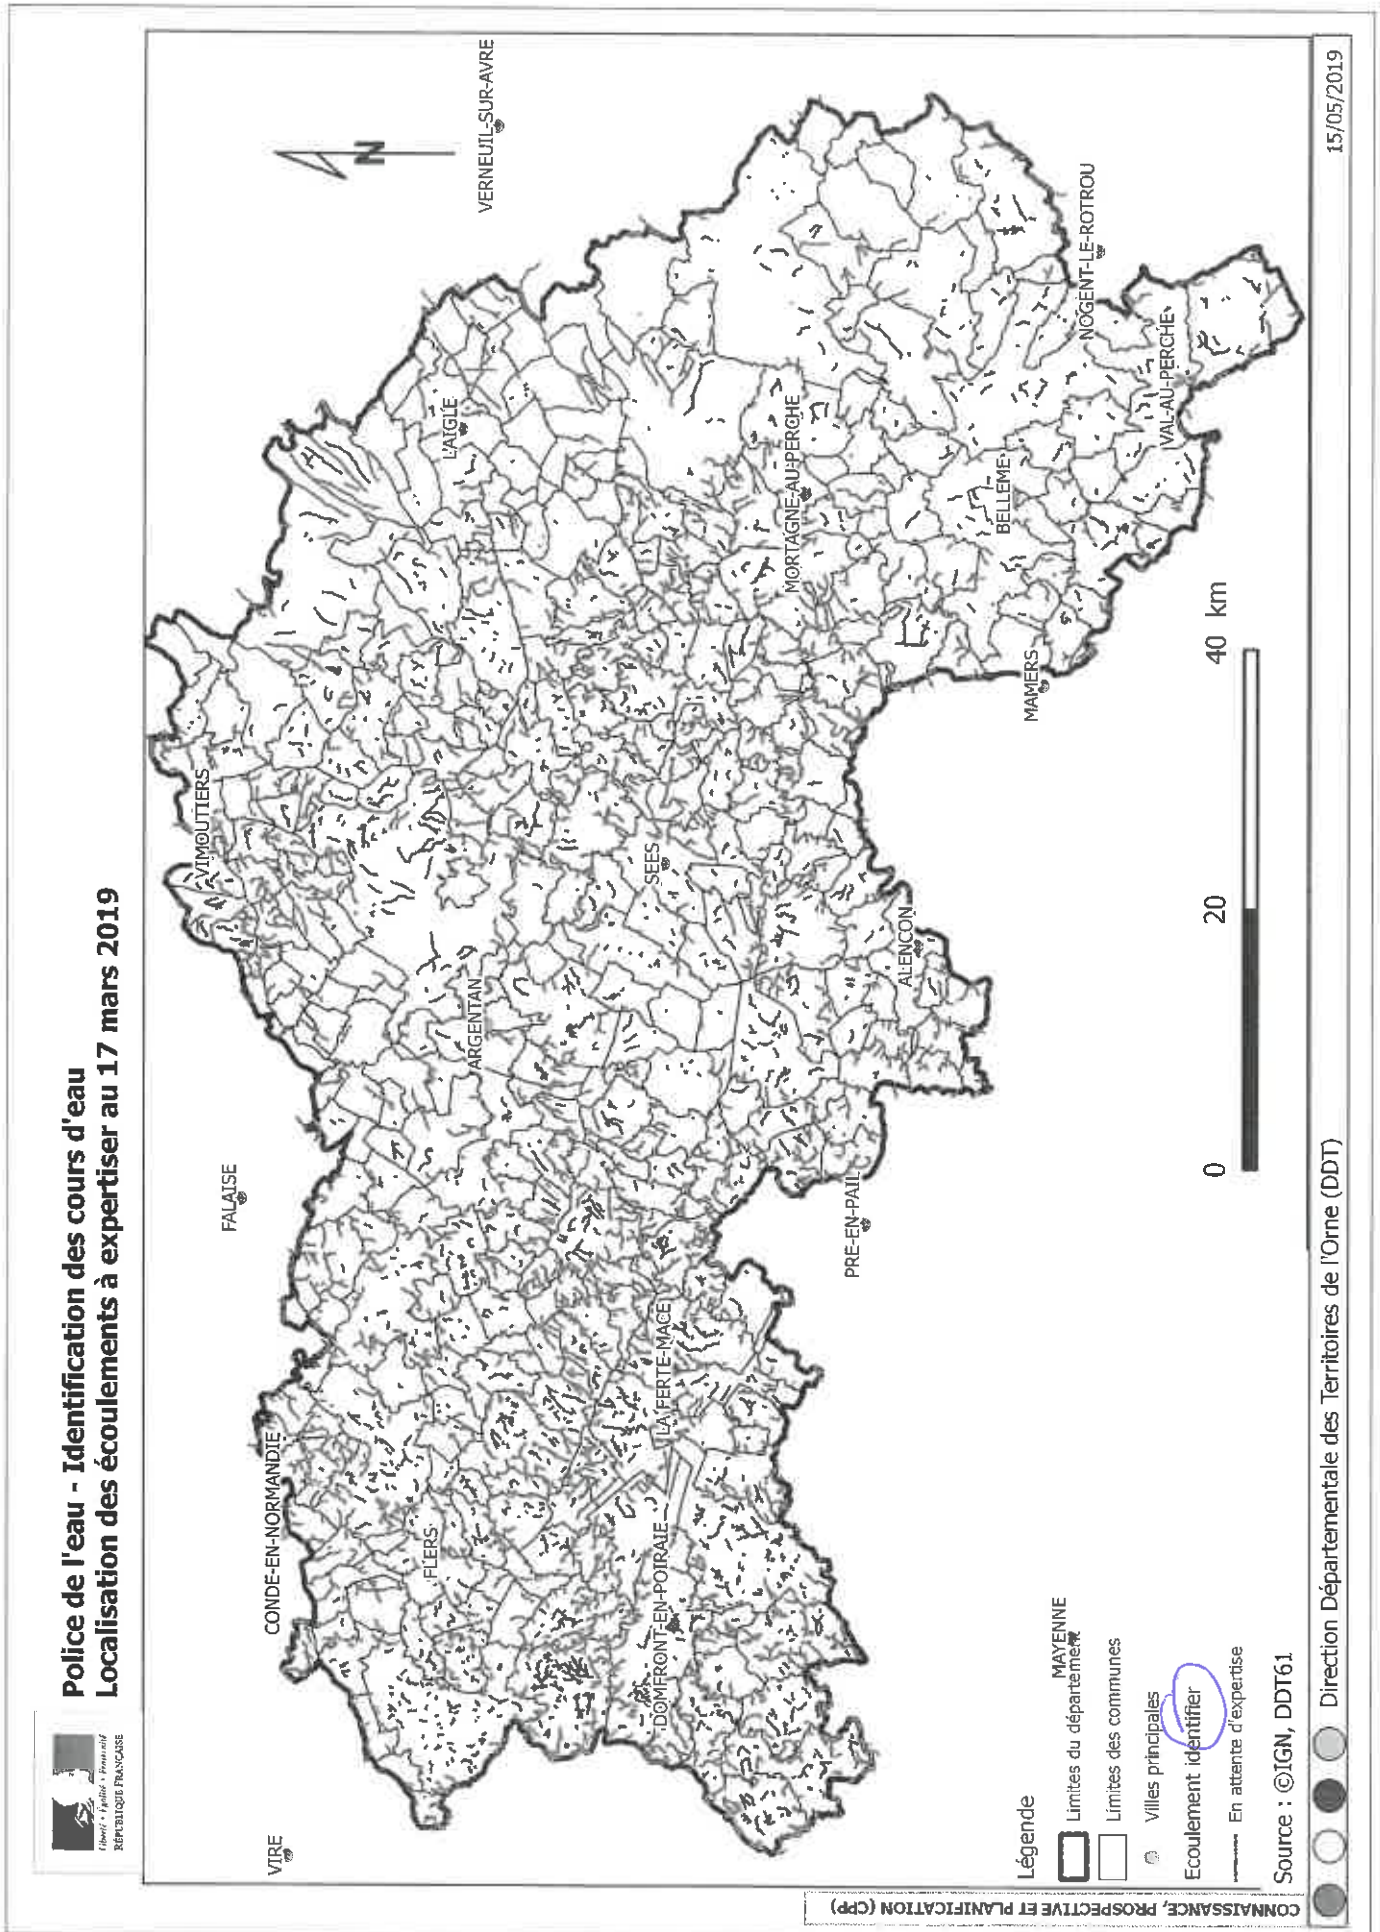 Police de l'eau - Identification des cours d'eau
Localisation des écoulements à expertiser au 17 mars 2019
Liberté • Égalité • Fraternité
RÉPUBLIQUE FRANÇAISE
VERNEUIL-SUR-AVRE
N
L'AIGLE
VIMOUTIERS
FALAISE
CONDE-EN-NORMANDIE
VIRE
FLERS
ARGENTAN
SEES
MORTAGNE-AU-PERCHE
NOGENT-LE-ROTROU
BELLEME
VAL-AU-PERCHE
MAMERS
ALENCON
PRE-EN-PAIL
LA FERTE-MACE
DOMFRONT-EN-POIRAIE
MAYENNE
0 20 40 km
Légende
Limites du département
Limites des communes
Villes principales
Ecoulement identifier
En attente d'expertise
Source : ©IGN, DDT61
CONNAISSANCE, PROSPECTIVE ET PLANIFICATION (CPP)
Direction Départementale des Territoires de l'Orne (DDT)
15/05/2019